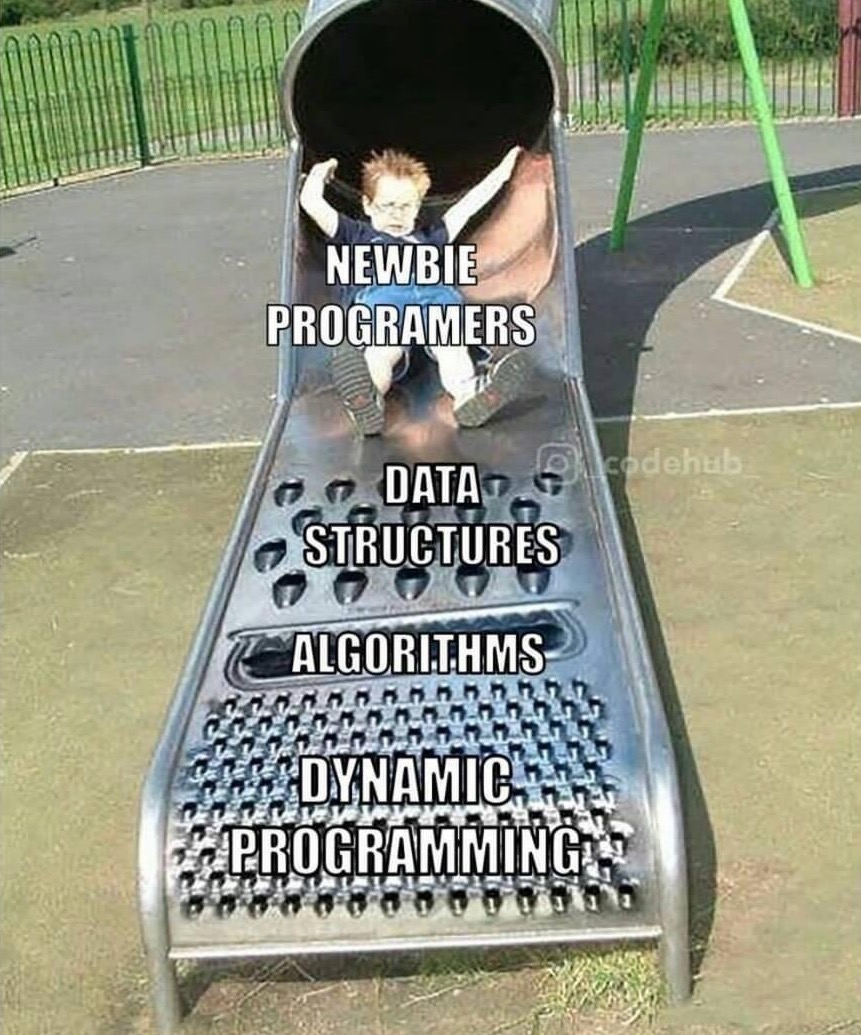 NEWBIE
PROGRAMERS
codehub
DATA
STRUCTURES
ALGORITHMS
DYNAMIC
PROGRAMMING